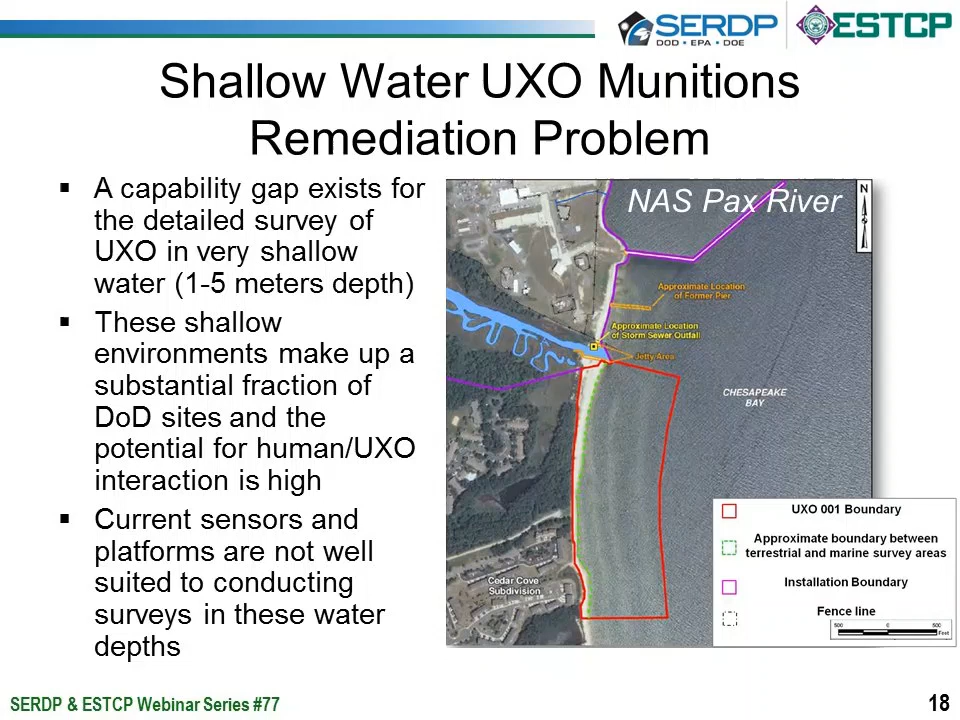 SERDP
DOD • EPA • DOE
ESTCP
Shallow Water UXO Munitions
Remediation Problem
▪ A capability gap exists for
the detailed survey of
UXO in very shallow
water (1-5 meters depth)
▪ These shallow
environments make up a
substantial fraction of
DoD sites and the
potential for human/UXO
interaction is high
▪ Current sensors and
platforms are not well
suited to conducting
surveys in these water
depths
NAS Pax River
N
Approximate Location
of Former Pier
Approximate Location
of Storm Sewer Outfall
Jetty Area
CHESAPEAKE
BAY
Cedar Cove
Subdivision
UXO 001 Boundary
Approximate boundary between
terrestrial and marine survey areas
Installation Boundary
Fence line
500 0 500
Feet
SERDP & ESTCP Webinar Series #77
18